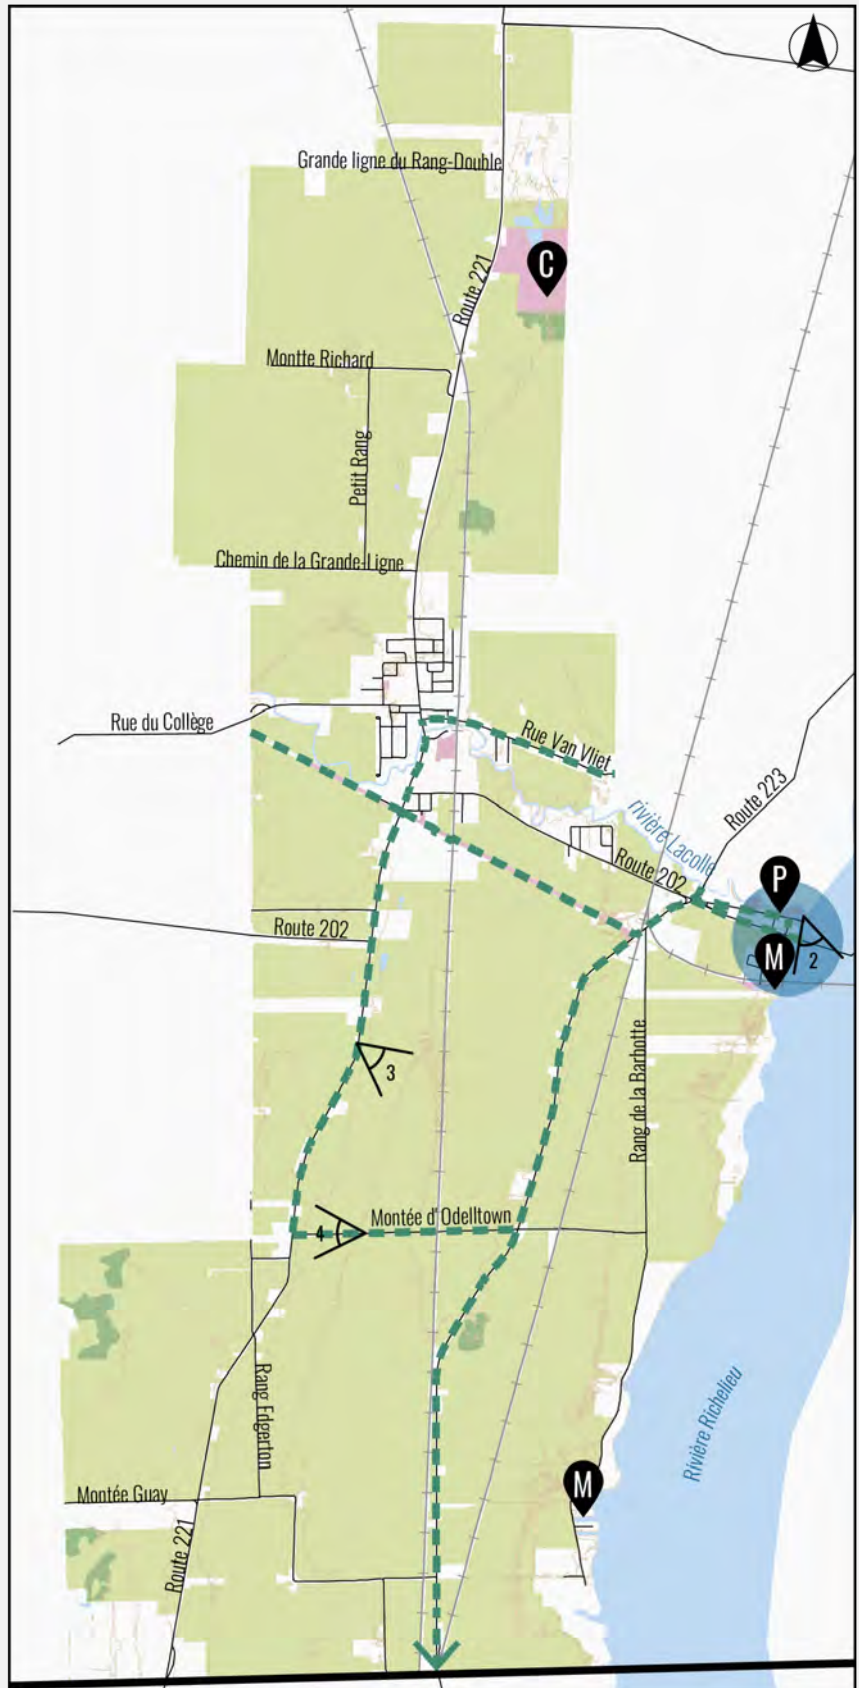 Grande ligne du Rang-Double
C
Route 221
Montte Richard
Petit Rang
Chemin de la Grande-Ligne
Rue du Collège
Rue Van Vliet
Route 223
rivière Lacolle
Route 202
P
Route 202
M
2
3
Rang de la Barbotte
Montée d'Odelltown
4
Rang Edgerton
Rivière Richelieu
M
Montée Guay
Route 221